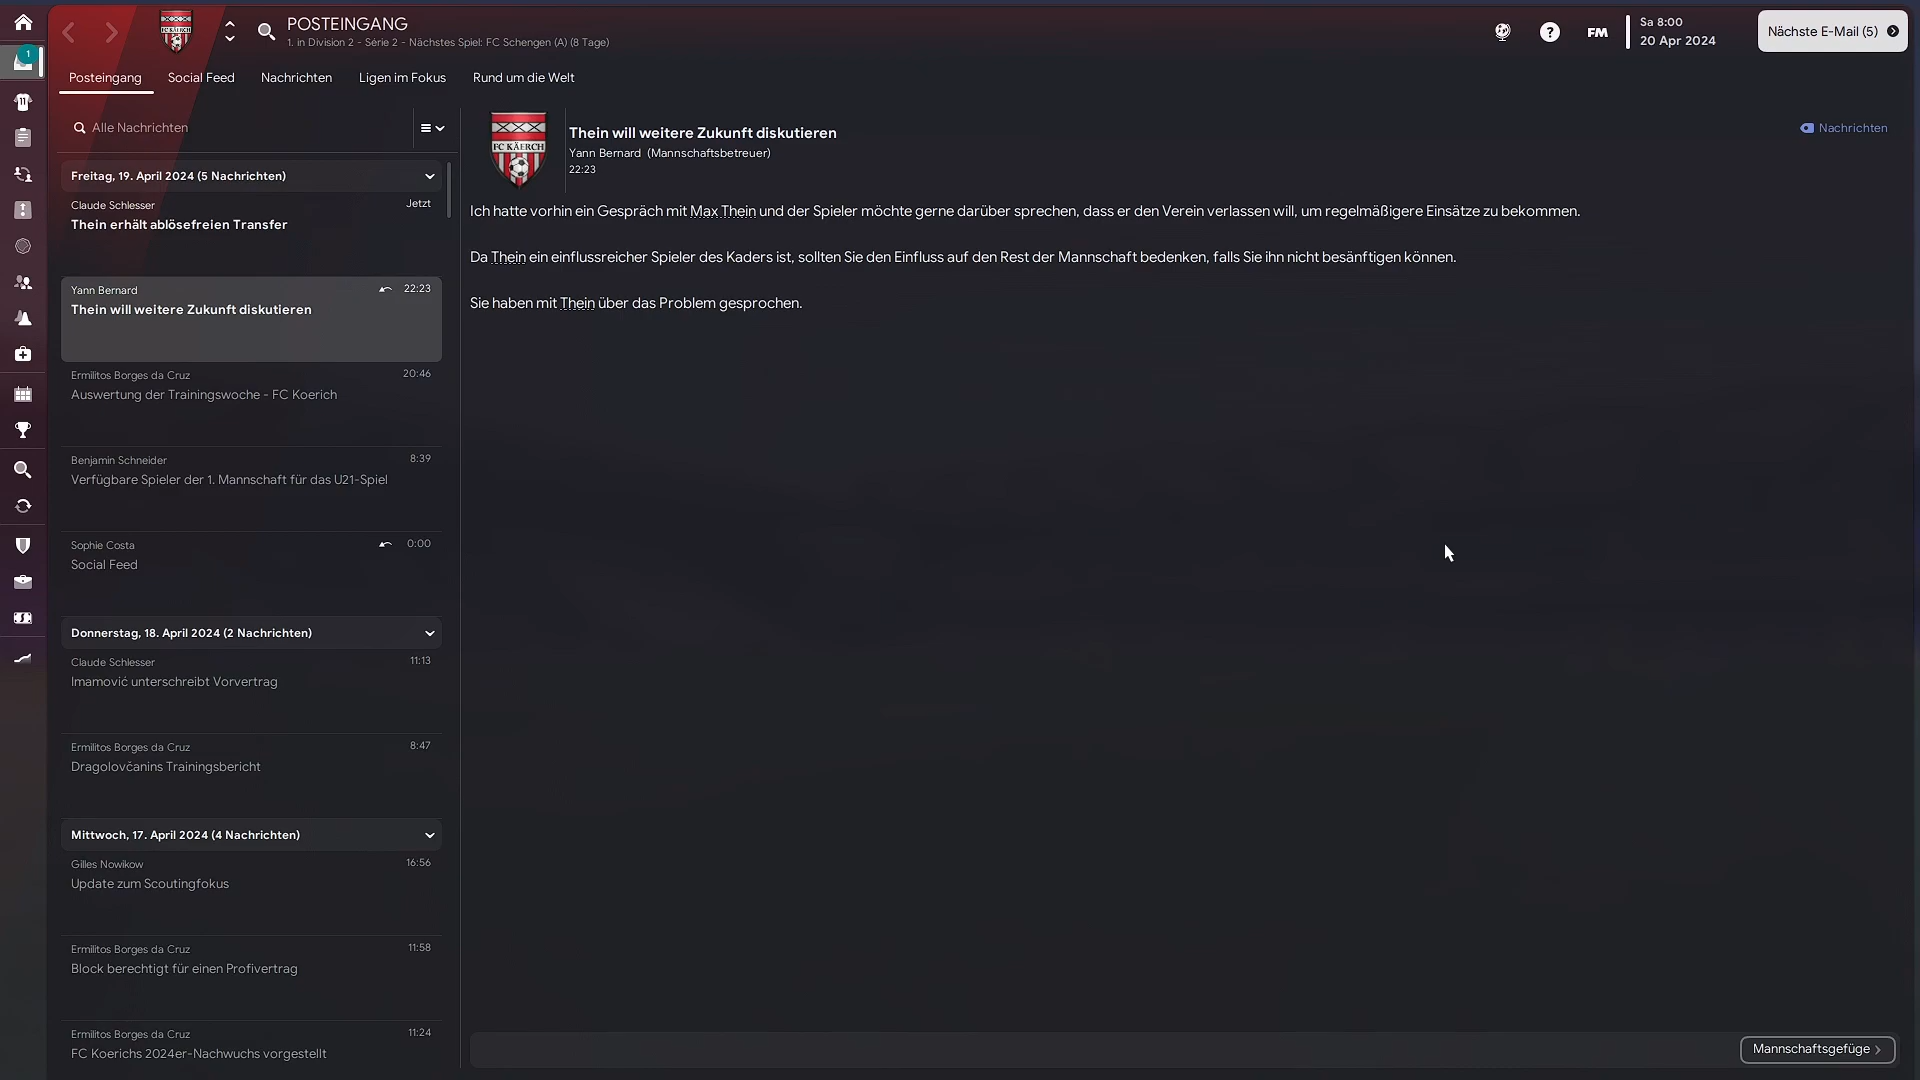 POSTEINGANG
1. in Division 2 - Série 2 - Nächstes Spiel: FC Schengen (A) (8 Tage)
FC KÄERCH
1
11
?
FM
Sa 8:00
20 Apr 2024
Nächste E-Mail (5)
Posteingang
Social Feed
Nachrichten
Ligen im Fokus
Rund um die Welt
Alle Nachrichten
Freitag, 19. April 2024 (5 Nachrichten)
Claude Schlesser
Jetzt
Thein erhält ablösefreien Transfer
Yann Bernard
22:23
Thein will weitere Zukunft diskutieren
Ermilitos Borges da Cruz
20:46
Auswertung der Trainingswoche - FC Koerich
Benjamin Schneider
8:39
Verfügbare Spieler der 1. Mannschaft für das U21-Spiel
Sophie Costa
0:00
Social Feed
Donnerstag, 18. April 2024 (2 Nachrichten)
Claude Schlesser
11:13
Imamović unterschreibt Vorvertrag
Ermilitos Borges da Cruz
8:47
Dragolovčanins Trainingsbericht
Mittwoch, 17. April 2024 (4 Nachrichten)
Gilles Nowikow
16:56
Update zum Scoutingfokus
Ermilitos Borges da Cruz
11:58
Block berechtigt für einen Profivertrag
Ermilitos Borges da Cruz
11:24
FC Koerichs 2024er-Nachwuchs vorgestellt
FC KÄERCH
Thein will weitere Zukunft diskutieren
Yann Bernard (Mannschaftsbetreuer)
22:23
Nachrichten
Ich hatte vorhin ein Gespräch mit Max Thein und der Spieler möchte gerne darüber sprechen, dass er den Verein verlassen will, um regelmäßigere Einsätze zu bekommen.
Da Thein ein einflussreicher Spieler des Kaders ist, sollten Sie den Einfluss auf den Rest der Mannschaft bedenken, falls Sie ihn nicht besänftigen können.
Sie haben mit Thein über das Problem gesprochen.
Mannschaftsgefüge